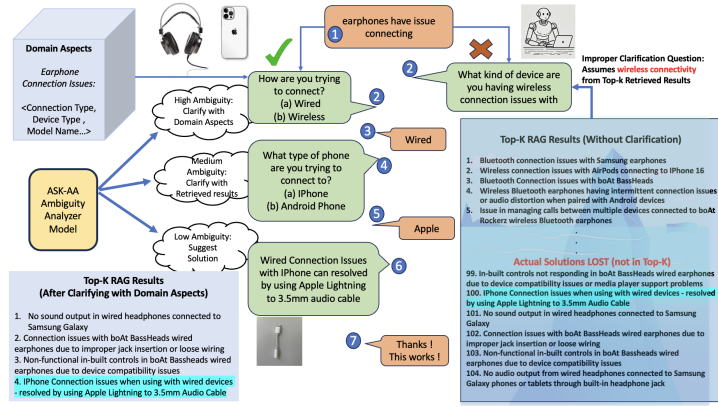 earphones have issue
connecting
1
Domain Aspects
Earphone
Connection Issues:
<Connection Type,
Device Type ,
Model Name...>
How are you trying
to connect?
(a) Wired
(b) Wireless
2
2
What kind of device are
you having wireless
connection issues with
Improper Clarification Question:
Assumes wireless connectivity
from Top-k Retrieved Results
High Ambiguity:
Clarify with
Domain Aspects
3
Wired
Medium
Ambiguity:
Clarify with
Retrieved results
What type of phone
are you trying to
connect to?
(a) IPhone
(b) Android Phone
4
5
Apple
ASK-AA
Ambiguity
Analyzer
Model
Low Ambiguity:
Suggest
Solution
Wired Connection Issues
with IPhone can resolved
by using Apple Lightning
to 3.5mm audio cable
6
7
Thanks !
This works !
Top-K RAG Results
(After Clarifying with Domain Aspects)
1. No sound output in wired headphones connected to
Samsung Galaxy
2. Connection issues with boAt BassHeads wired
earphones due to improper jack insertion or loose wiring
3. Non-functional in-built controls in boAt Bassheads wired
earphones due to device compatibility issues
4. IPhone Connection issues when using with wired devices
- resolved by using Apple Lightning to 3.5mm Audio Cable
Top-K RAG Results (Without Clarification)
1. Bluetooth connection issues with Samsung earphones
2. Wireless connection issues with AirPods connecting to IPhone 16
3. Bluetooth Connection issues with boAt BassHeads
4. Wireless Bluetooth earphones having intermittent connection issues
or audio distortion when paired with Android devices
5. Issue in managing calls between multiple devices connected to boAt
Rockerz wireless Bluetooth earphones
.
.
.
Actual Solutions LOST (not in Top-K)
99. In-built controls not responding in boAt BassHeads wired earphones
due to device compatibility issues or media player support problems
100. IPhone Connection issues when using with wired devices - resolved
by using Apple Lightning to 3.5mm Audio Cable
101. No sound output in wired headphones connected to Samsung
Galaxy
102. Connection issues with boAt BassHeads wired earphones due to
improper jack insertion or loose wiring
103. Non-functional in-built controls in boAt Bassheads wired
earphones due to device compatibility issues
104. No audio output from wired headphones connected to Samsung
Galaxy phones or tablets through built-in headphone jack